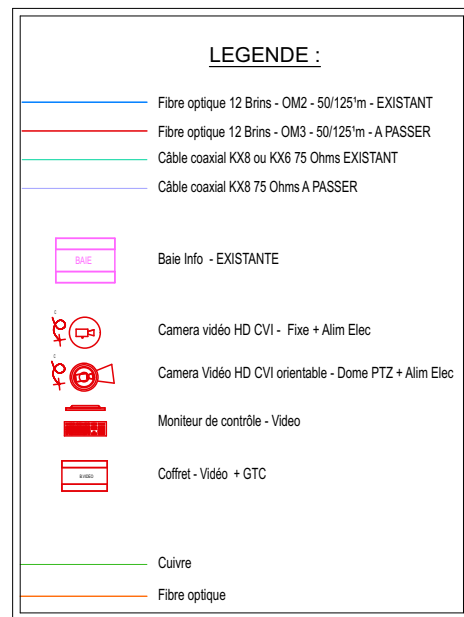 LEGENDE :
Fibre optique 12 Brins - OM2 - 50/125¹m - EXISTANT
Fibre optique 12 Brins - OM3 - 50/125¹m - A PASSER
Câble coaxial KX8 ou KX6 75 Ohms EXISTANT
Câble coaxial KX8 75 Ohms A PASSER
BAIE
Baie Info - EXISTANTE
Camera vidéo HD CVI - Fixe + Alim Elec
Camera Vidéo HD CVI orientable - Dome PTZ + Alim Elec
Moniteur de contrôle - Video
Coffret - Vidéo + GTC
Cuivre
Fibre optique